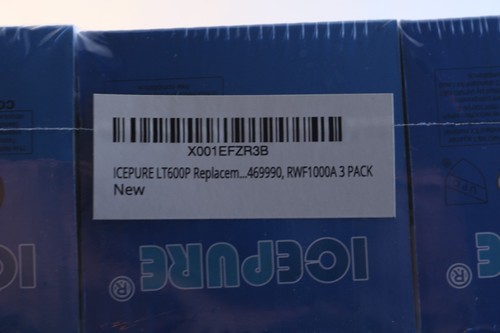 X001EFZR3B
ICEPURE LT600P Replacem...469990, RWF1000A 3 PACK
New
ICEPURE®